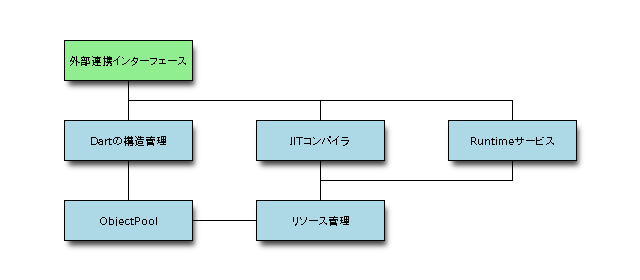 外部連携インターフェース
Dartの構造管理
JITコンパイラ
Runtimeサービス
ObjectPool
リソース管理